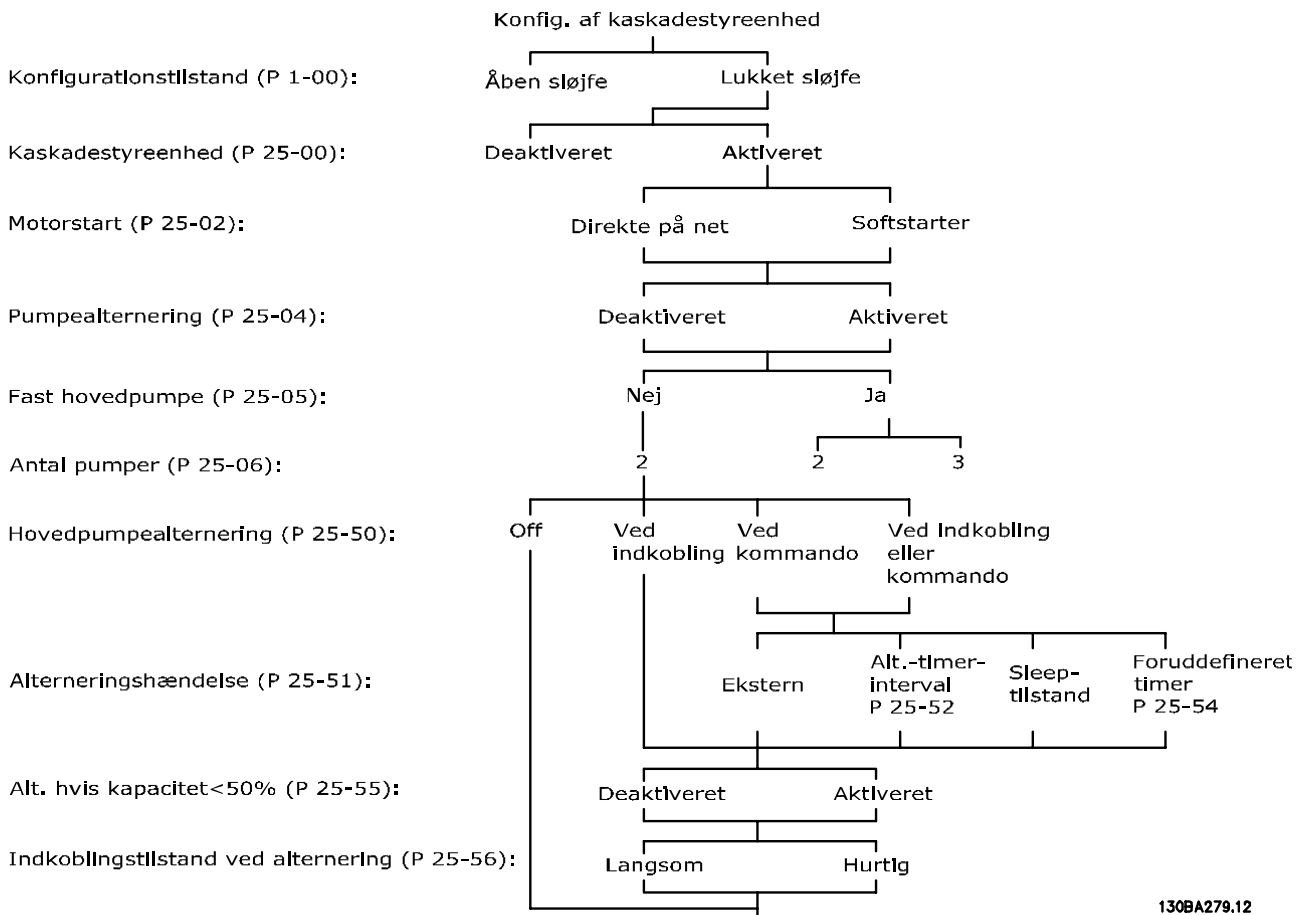 Konfig. af kaskadestyreenhed
Konfigurationstilstand (P 1-00):
Åben sløjfe
Lukket sløjfe
Kaskadestyreenhed (P 25-00):
Deaktiveret
Aktiveret
Motorstart (P 25-02):
Direkte på net
Softstarter
Pumpealternering (P 25-04):
Deaktiveret
Aktiveret
Fast hovedpumpe (P 25-05):
Nej
Ja
Antal pumper (P 25-06):
2
2
3
Hovedpumpealternering (P 25-50):
Off
Ved
indkobling
Ved
kommando
Ved indkobling
eller
kommando
Alterneringshændelse (P 25-51):
Ekstern
Alt.-timer-
interval
P 25-52
Sleep-
tilstand
Foruddefineret
timer
P 25-54
Alt. hvis kapacitet<50% (P 25-55):
Deaktiveret
Aktiveret
Indkoblingstilstand ved alternering (P 25-56):
Langsom
Hurtig
130BA279.12